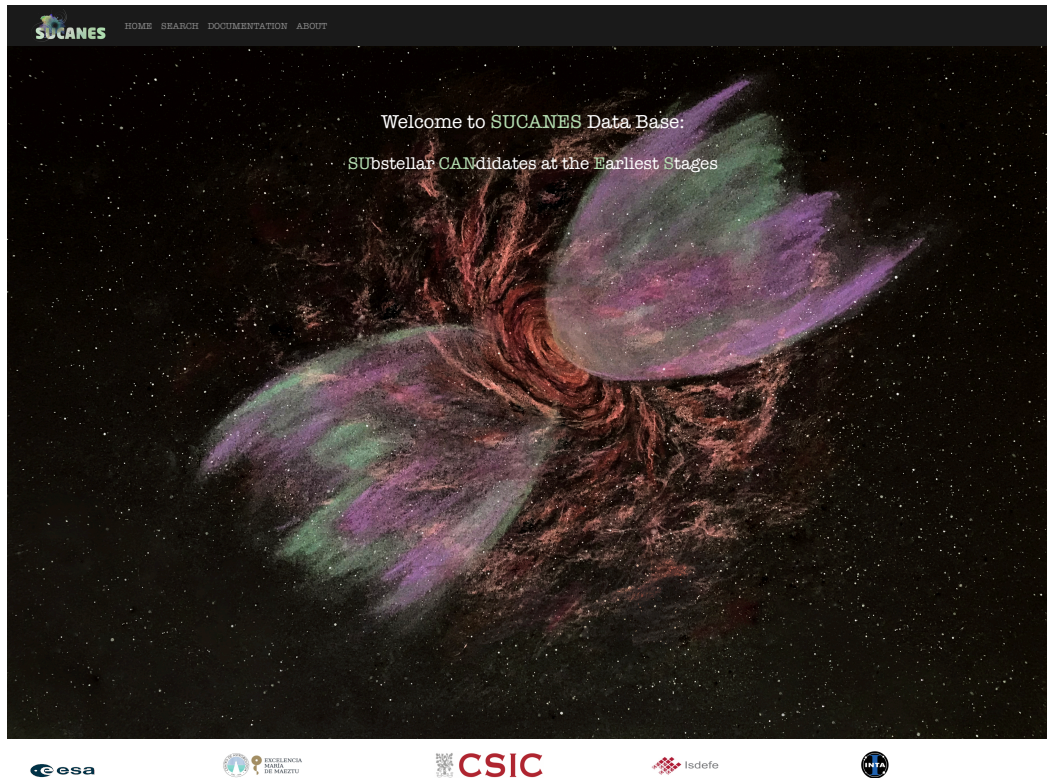 SUCANES
HOME SEARCH DOCUMENTATION ABOUT
Welcome to SUCANES Data Base:
SUbstellar CANdidates at the Earliest Stages
esa
EXCELENCIA
MARÍA
DE MAEZTU
CSIC
Isdefe
INTA